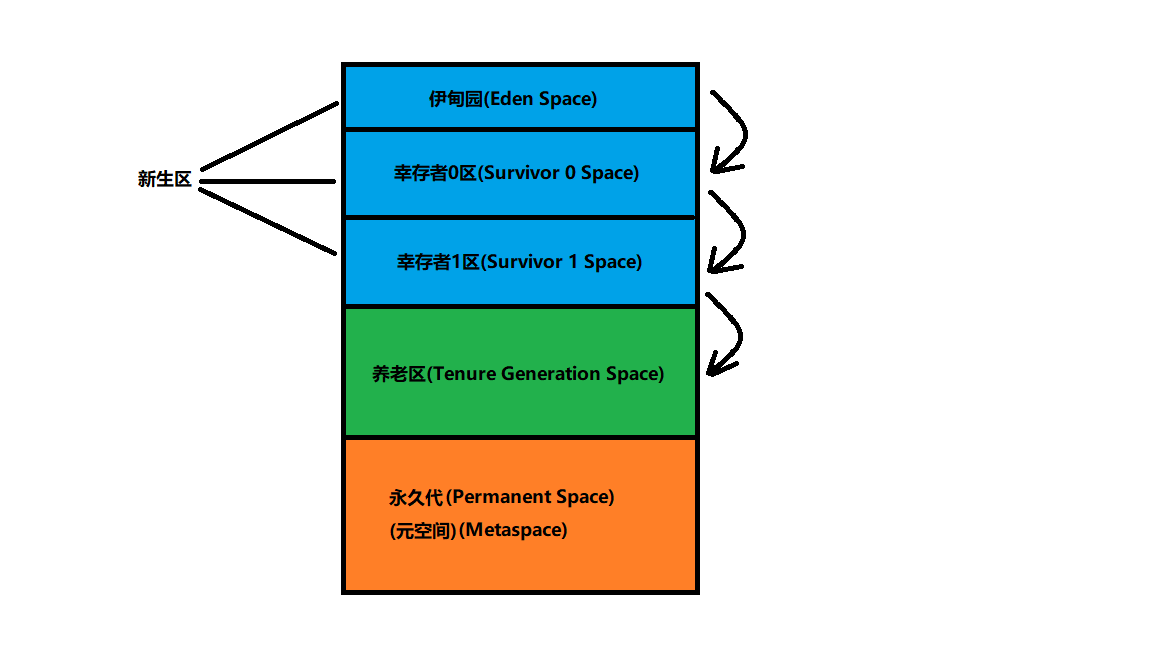 伊甸园(Eden Space)
幸存者0区(Survivor 0 Space)
新生区
幸存者1区(Survivor 1 Space)
养老区(Tenure Generation Space)
永久代(Permanent Space)
(元空间)(Metaspace)